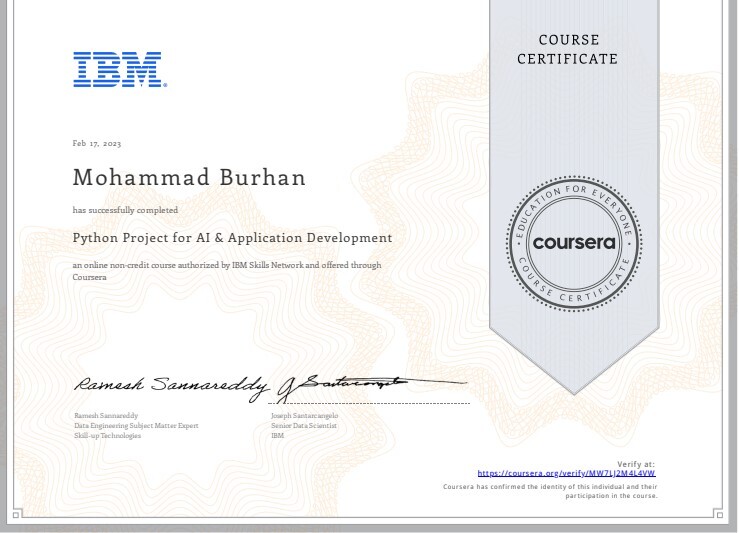 IBM
COURSE
CERTIFICATE
Feb 17, 2023
Mohammad Burhan
has successfully completed
Python Project for AI & Application Development
an online non-credit course authorized by IBM Skills Network and offered through
Coursera
EDUCATION FOR EVERYONE
coursera
COURSE CERTIFICATE
Ramesh Sannareddy J Santarcangelo
Ramesh Sannareddy
Data Engineering Subject Matter Expert
Skill-up Technologies
Joseph Santarcangelo
Senior Data Scientist
IBM
Verify at:
https://coursera.org/verify/MW7LJ2M4L4VW
Coursera has confirmed the identity of this individual and their
participation in the course.